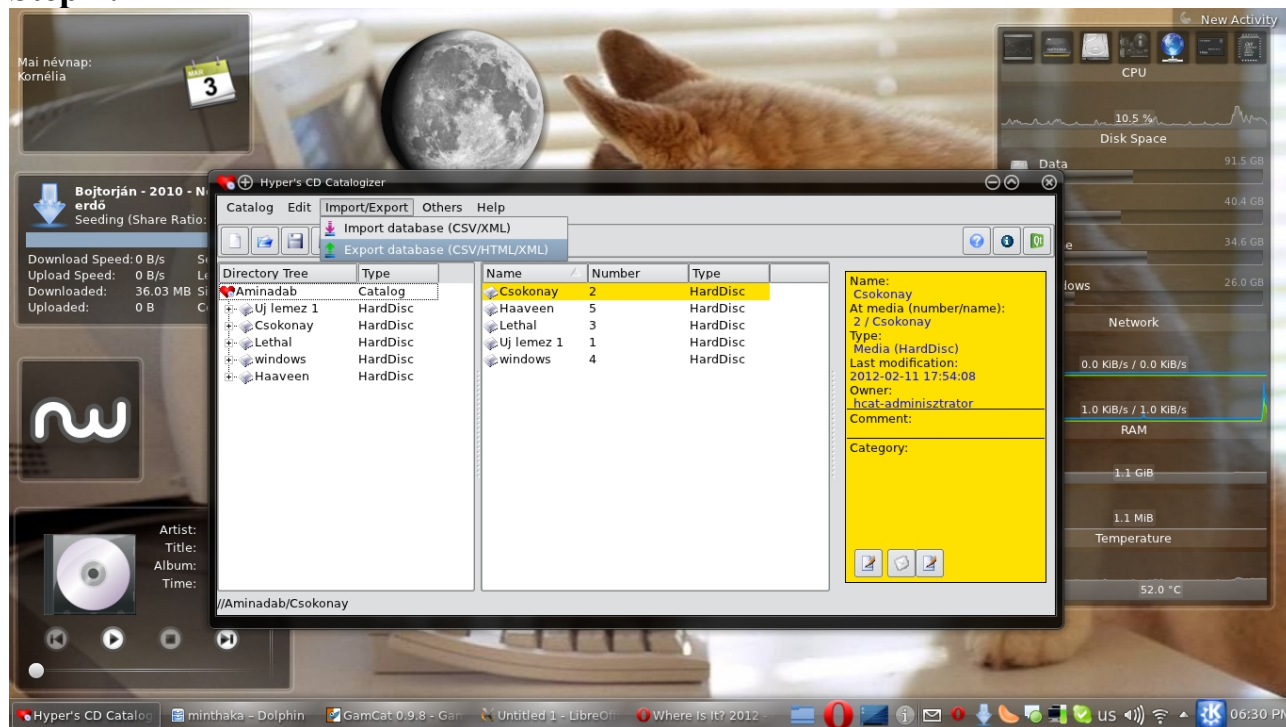 New Activity
Mai névnap:
Kornélia
MAR
3
CPU
10.5 %
Disk Space
Data
91.5 GB
40.4 GB
34.6 GB
26.0 GB
Network
0.0 KiB/s / 0.0 KiB/s
1.0 KiB/s / 1.0 KiB/s
RAM
1.1 GiB
1.1 MiB
Temperature
52.0 °C
Bojtorján - 2010 - N
erdő
Seeding (Share Ratio:
Download Speed: 0 B/s
Upload Speed: 0 B/s
Downloaded: 36.03 MB
Uploaded: 0 B
Artist:
Title:
Album:
Time:
Hyper's CD Catalogizer
Catalog Edit Import/Export Others Help
Import database (CSV/XML)
Export database (CSV/HTML/XML)
Directory Tree Type
Aminadab Catalog
Uj lemez 1 HardDisc
Csokonay HardDisc
Lethal HardDisc
windows HardDisc
Haaveen HardDisc
Name Number Type
Csokonay 2 HardDisc
Haaveen 5 HardDisc
Lethal 3 HardDisc
Uj lemez 1 1 HardDisc
windows 4 HardDisc
Name:
Csokonay
At media (number/name):
2 / Csokonay
Type:
Media (HardDisc)
Last modification:
2012-02-11 17:54:08
Owner:
hcat-adminisztrator
Comment:
Category:
//Aminadab/Csokonay
Hyper's CD Catalog
minthaka – Dolphin
GamCat 0.9.8 - Gam
Untitled 1 - LibreOffi
Where Is It? 2012 -
us
06:30 D